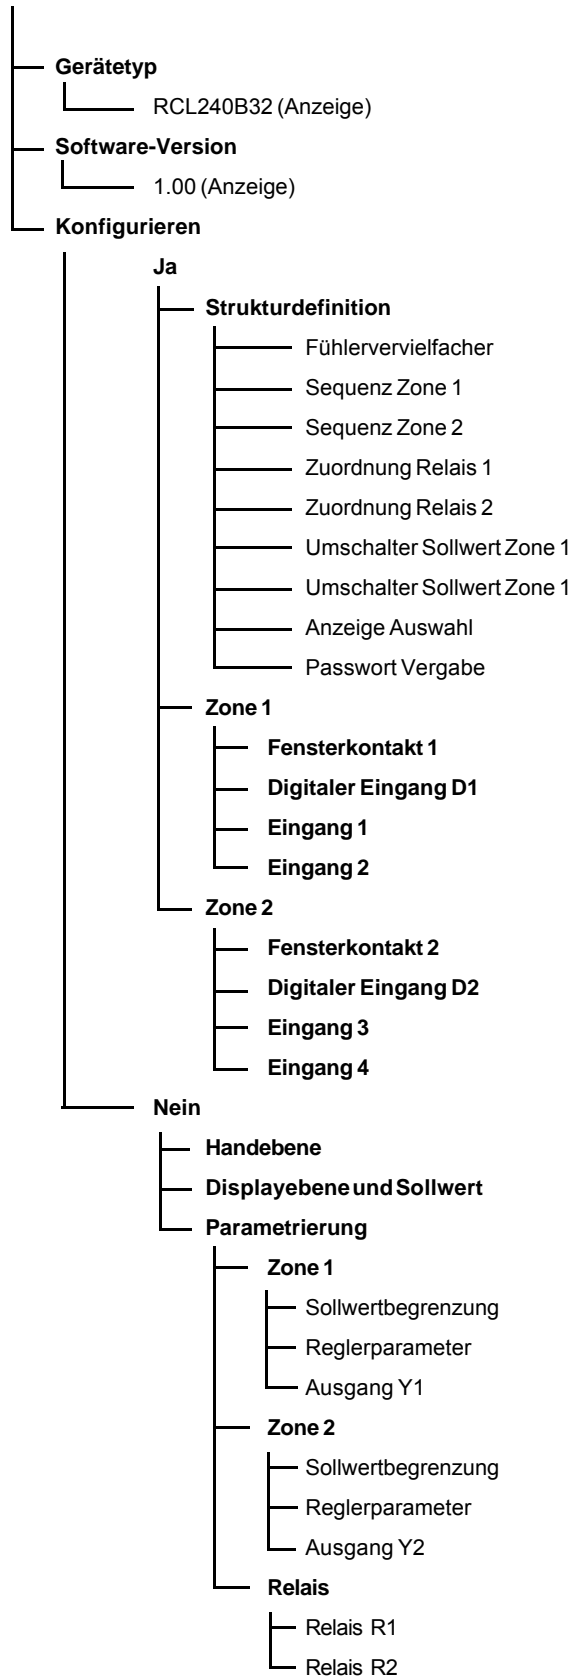 Gerätetyp
RCL240B32 (Anzeige)
Software-Version
1.00 (Anzeige)
Konfigurieren
Ja
Strukturdefinition
Fühlervervielfacher
Sequenz Zone 1
Sequenz Zone 2
Zuordnung Relais 1
Zuordnung Relais 2
Umschalter Sollwert Zone 1
Umschalter Sollwert Zone 1
Anzeige Auswahl
Passwort Vergabe
Zone 1
Fensterkontakt 1
Digitaler Eingang D1
Eingang 1
Eingang 2
Zone 2
Fensterkontakt 2
Digitaler Eingang D2
Eingang 3
Eingang 4
Nein
Handebene
Displayebene und Sollwert
Parametrierung
Zone 1
Sollwertbegrenzung
Reglerparameter
Ausgang Y1
Zone 2
Sollwertbegrenzung
Reglerparameter
Ausgang Y2
Relais
Relais R1
Relais R2